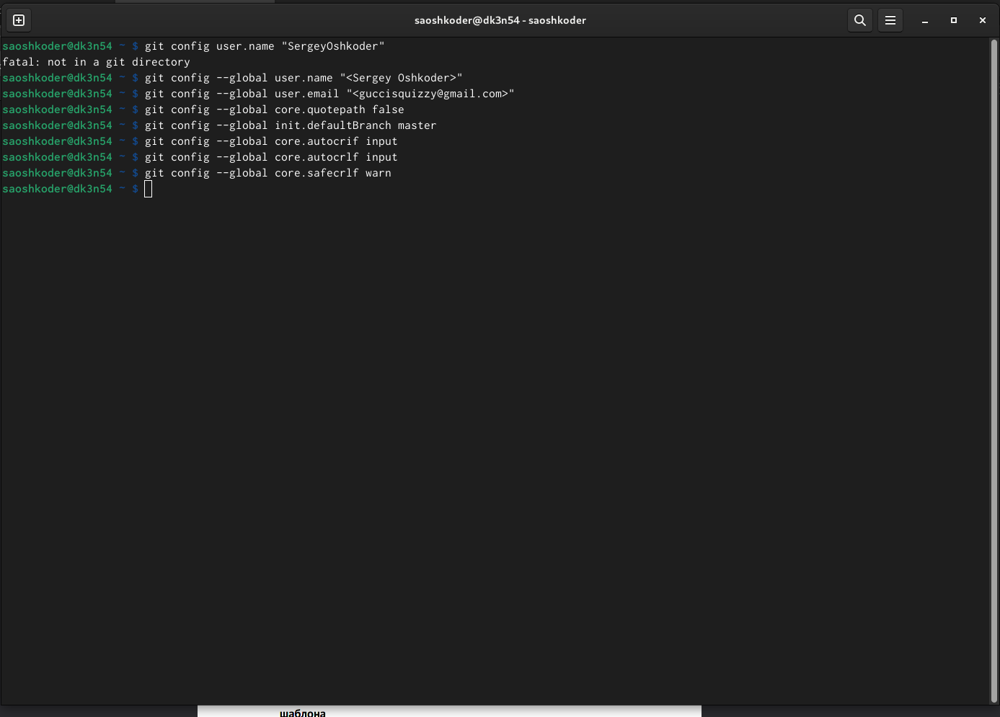 saoshkoder@dk3n54 - saoshkoder
saoshkoder@dk3n54 ~ $ git config user.name "SergeyOshkoder"
fatal: not in a git directory
saoshkoder@dk3n54 ~ $ git config --global user.name "<Sergey Oshkoder>"
saoshkoder@dk3n54 ~ $ git config --global user.email "<guccisquizzy@gmail.com>"
saoshkoder@dk3n54 ~ $ git config --global core.quotepath false
saoshkoder@dk3n54 ~ $ git config --global init.defaultBranch master
saoshkoder@dk3n54 ~ $ git config --global core.autocrif input
saoshkoder@dk3n54 ~ $ git config --global core.autocrlf input
saoshkoder@dk3n54 ~ $ git config --global core.safecrlf warn
saoshkoder@dk3n54 ~ $
шаблона